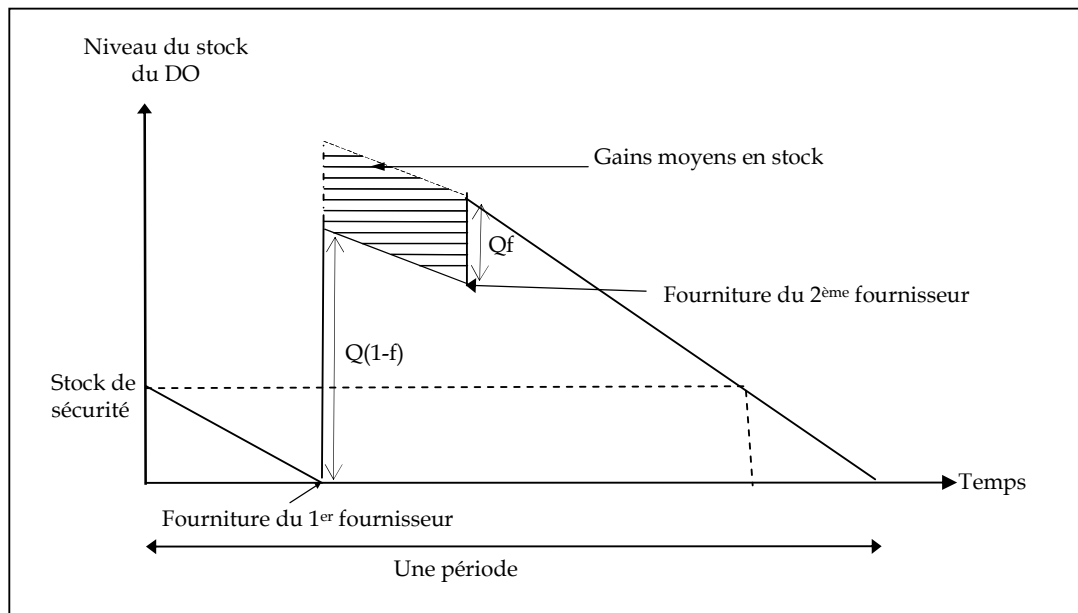 Niveau du stock
du DO
Gains moyens en stock
Qf
Fourniture du 2ème fournisseur
Q(1-f)
Stock de
sécurité
Temps
Fourniture du 1er fournisseur
Une période